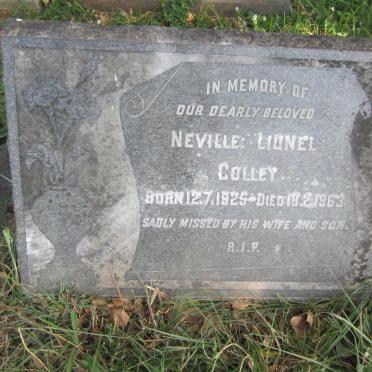 IN MEMORY OF
OUR DEARLY BELOVED
NEVILLE LIONEL
COLLEY
BORN 12.7.1925-DIED 18.2.1963
SADLY MISSED BY HIS WIFE AND SON.
R.I.P.